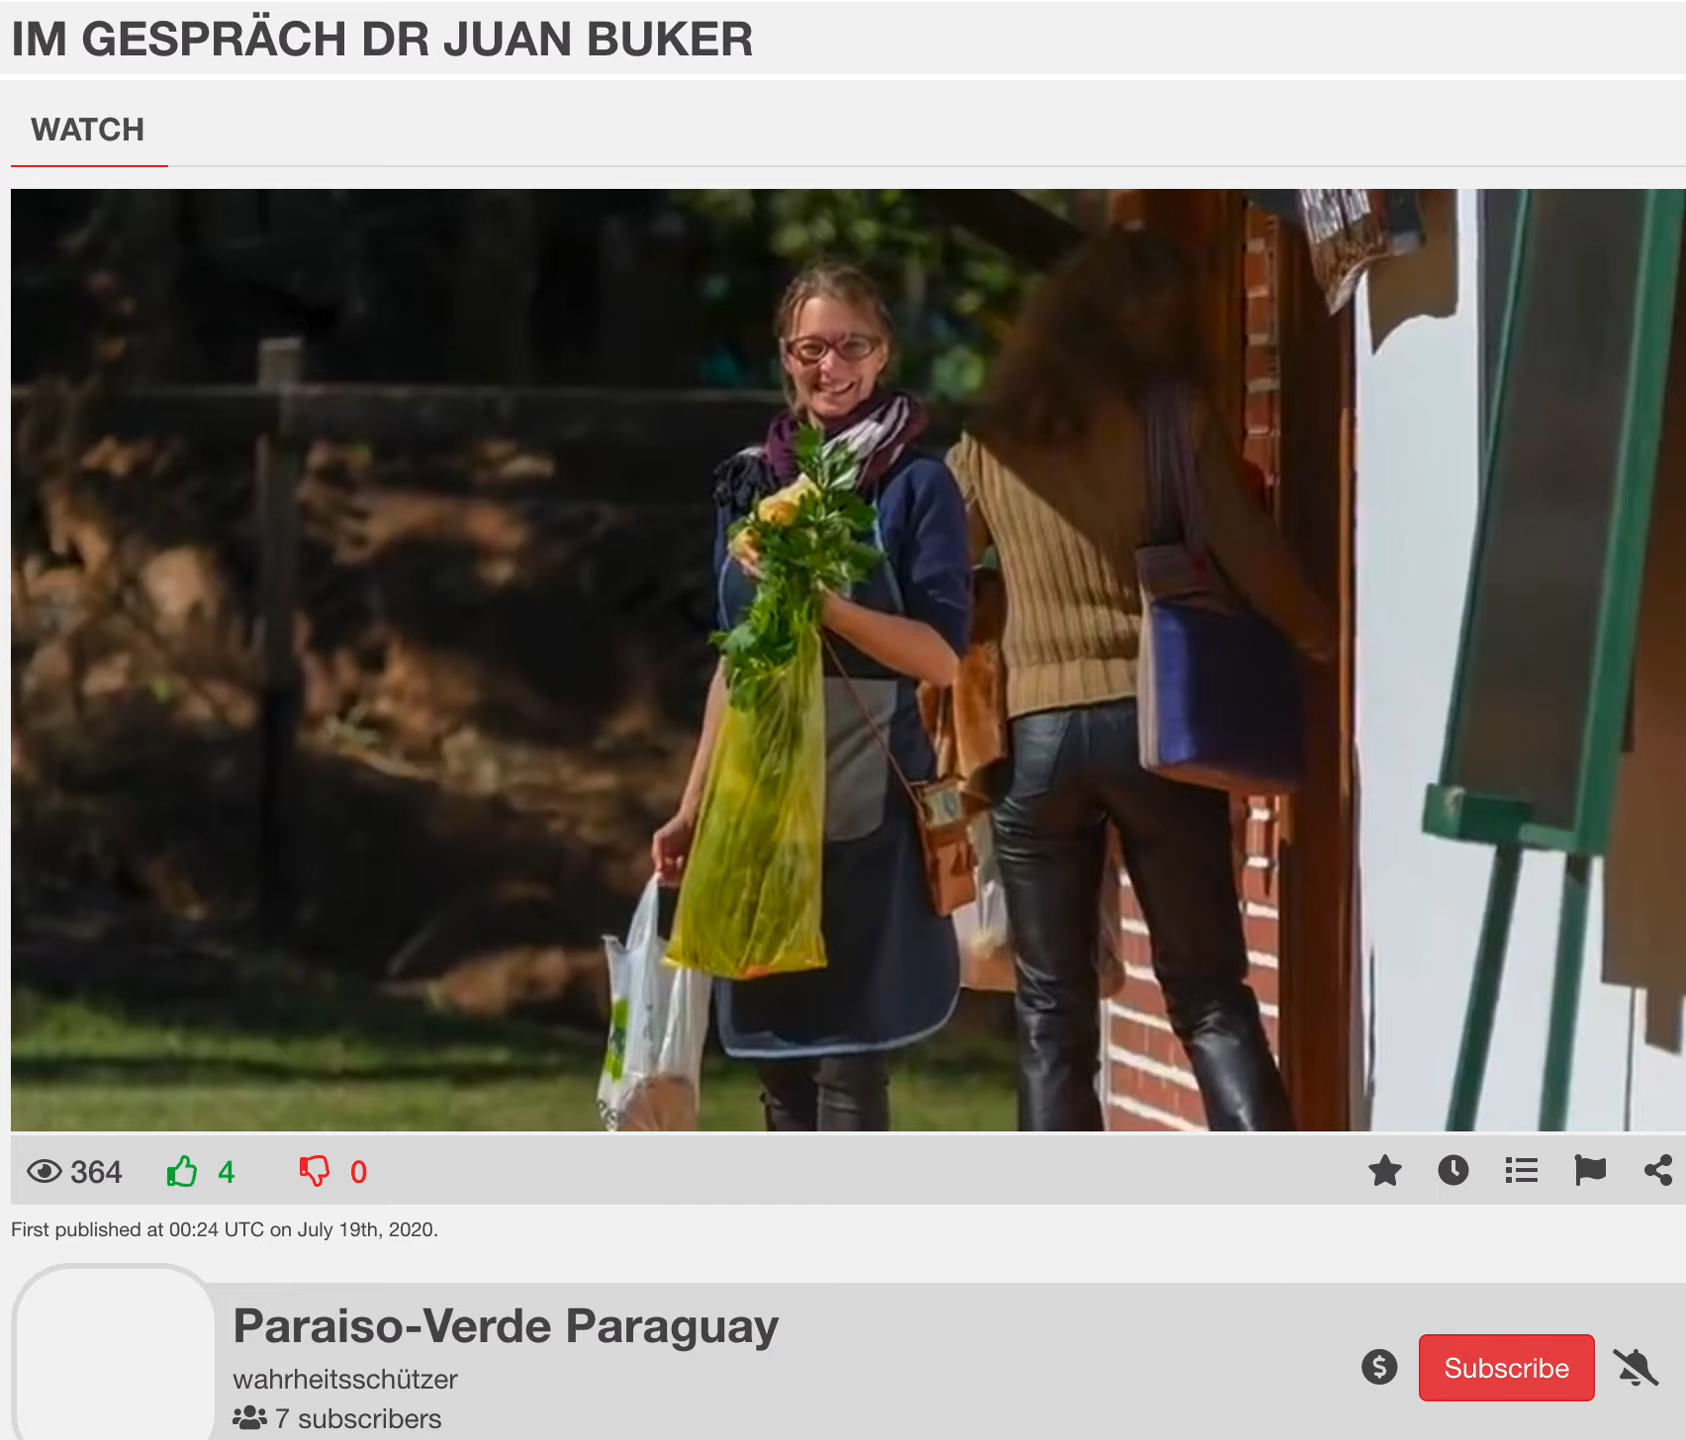 IM GESPRÄCH DR JUAN BUKER
WATCH
364 4 0
First published at 00:24 UTC on July 19th, 2020.
Paraiso-Verde Paraguay
wahrheitsschützer
7 subscribers
Subscribe